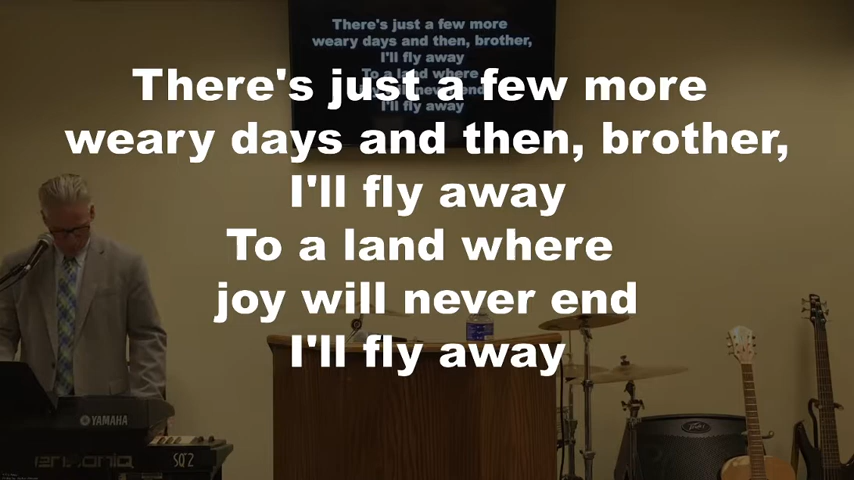 There's just a few more
weary days and then, brother,
I'll fly away
To a land where
joy will never end
I'll fly away
There's just a few more
weary days and then, brother,
I'll fly away
To a land where
I'll fly away
YAMAHA
ensoniq SQ2
Peavey